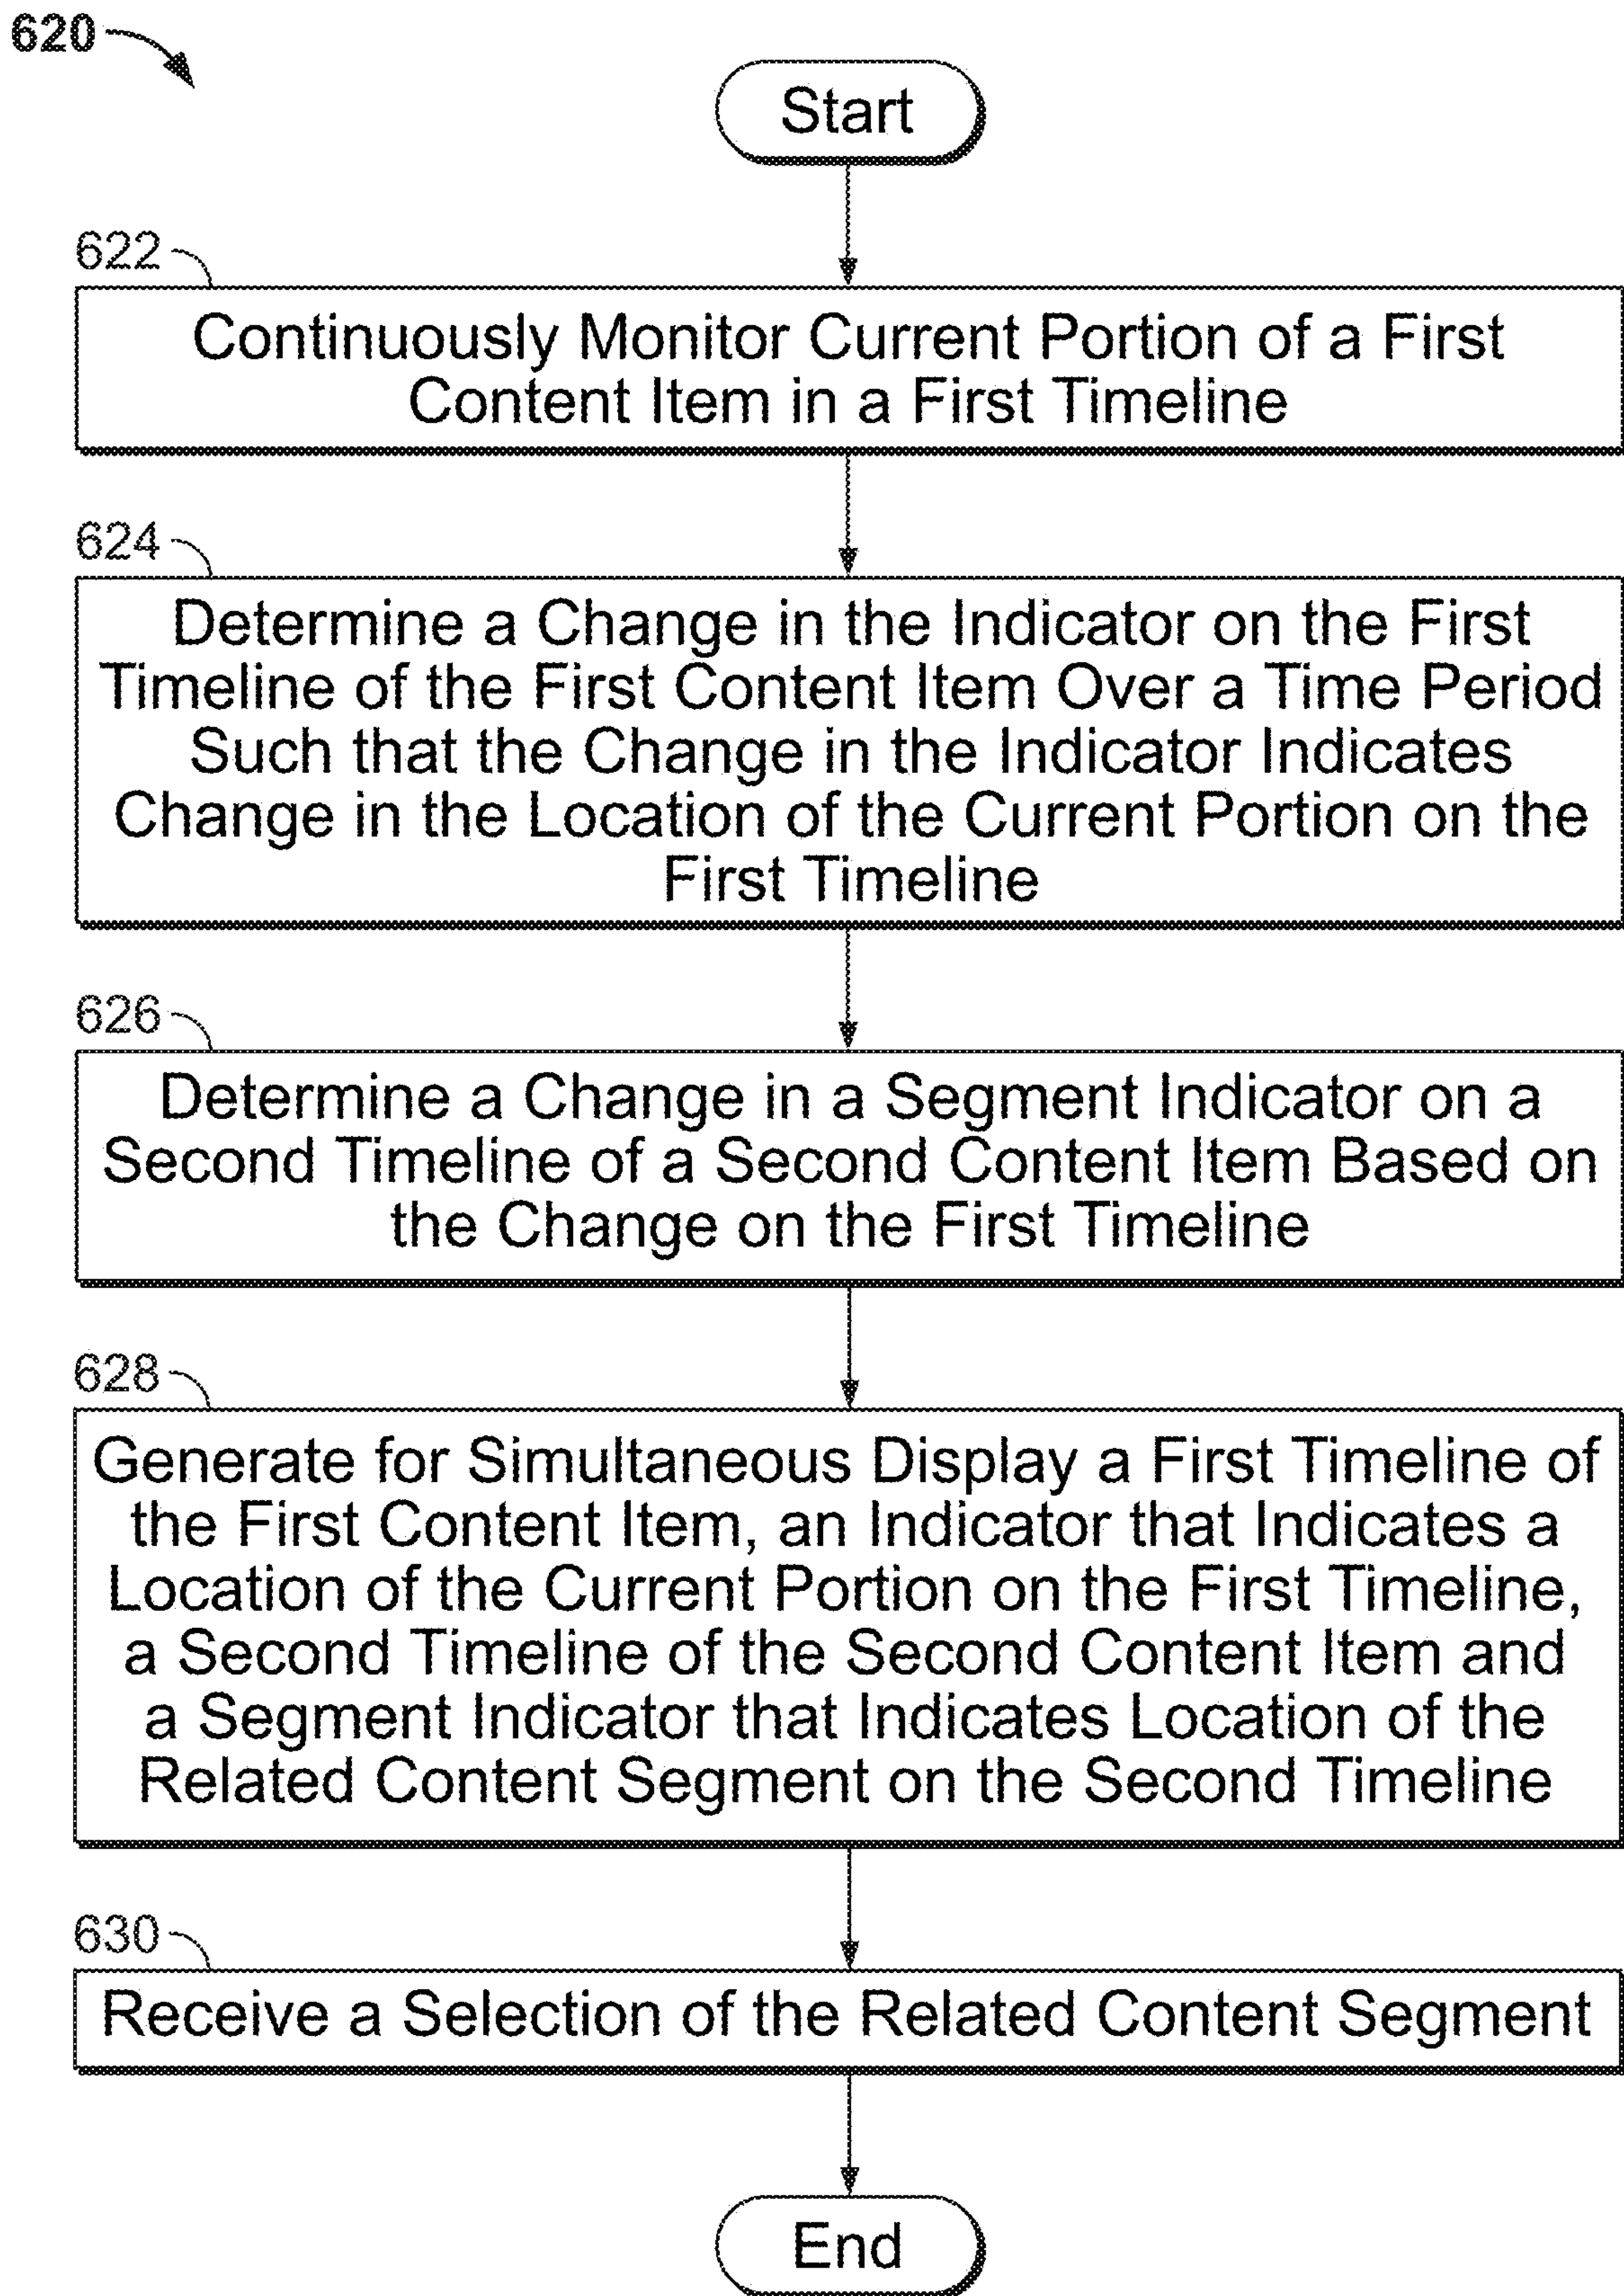 620
Start
622
Continuously Monitor Current Portion of a First
Content Item in a First Timeline
624
Determine a Change in the Indicator on the First
Timeline of the First Content Item Over a Time Period
Such that the Change in the Indicator Indicates
Change in the Location of the Current Portion on the
First Timeline
626
Determine a Change in a Segment Indicator on a
Second Timeline of a Second Content Item Based on
the Change on the First Timeline
628
Generate for Simultaneous Display a First Timeline of
the First Content Item, an Indicator that Indicates a
Location of the Current Portion on the First Timeline,
a Second Timeline of the Second Content Item and
a Segment Indicator that Indicates Location of the
Related Content Segment on the Second Timeline
630
Receive a Selection of the Related Content Segment
End